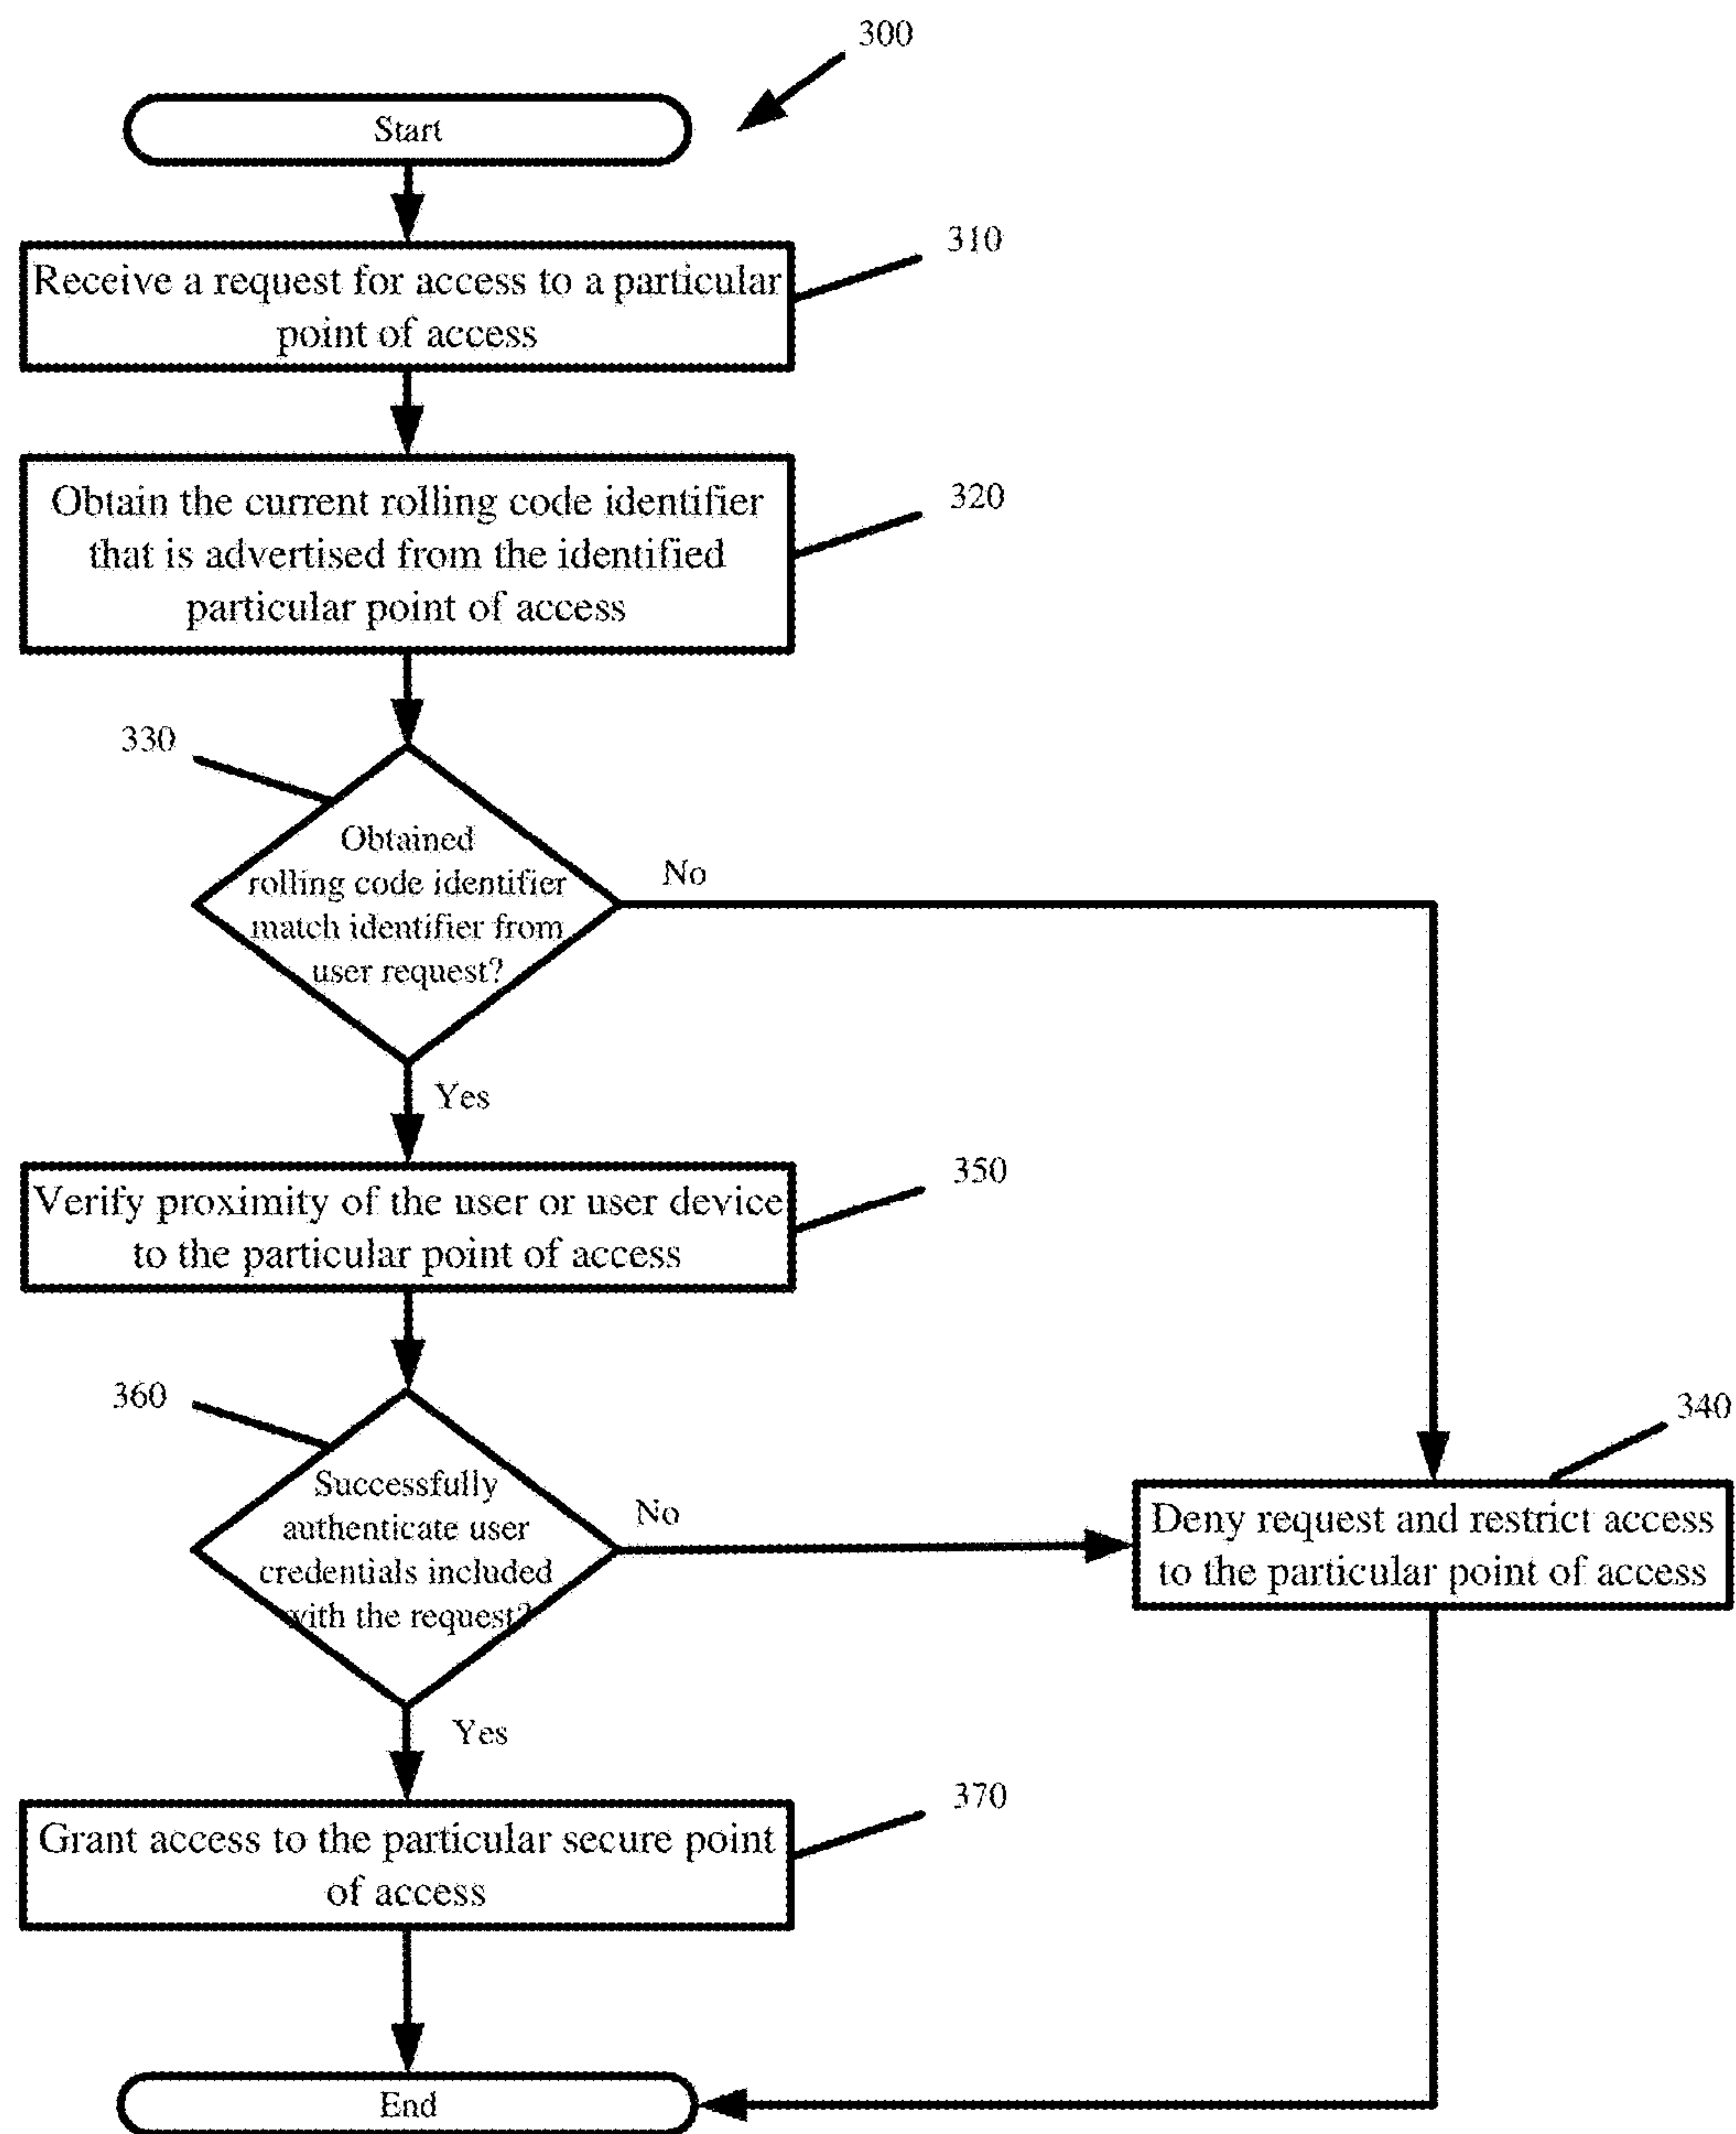 300
Start
310
Receive a request for access to a particular
point of access
320
Obtain the current rolling code identifier
that is advertised from the identified
particular point of access
330
Obtained
rolling code identifier
match identifier from
user request?
No
Yes
350
Verify proximity of the user or user device
to the particular point of access
360
Successfully
authenticate user
credentials included
with the request?
No
340
Deny request and restrict access
to the particular point of access
Yes
370
Grant access to the particular secure point
of access
End